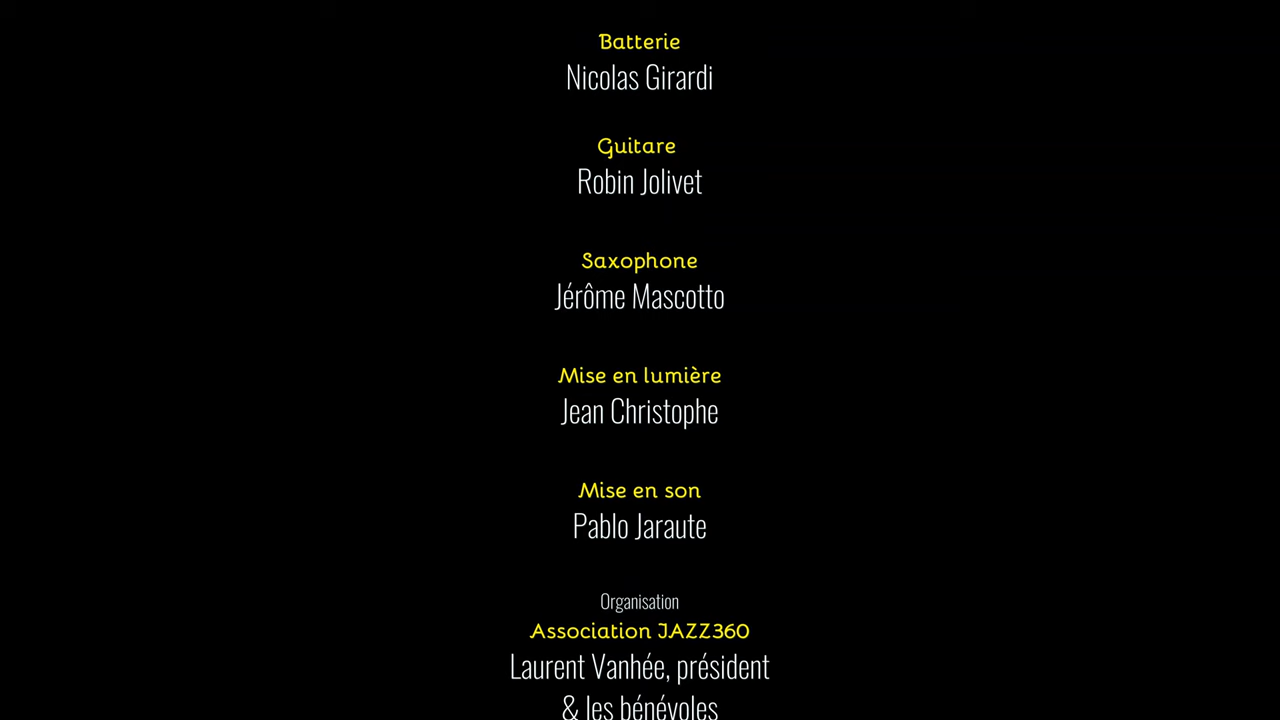 Batterie
Nicolas Girardi
Guitare
Robin Jolivet
Saxophone
Jérôme Mascotto
Mise en lumière
Jean Christophe
Mise en son
Pablo Jaraute
Organisation
Association JAZZ360
Laurent Vanhée, président
& les bénévoles